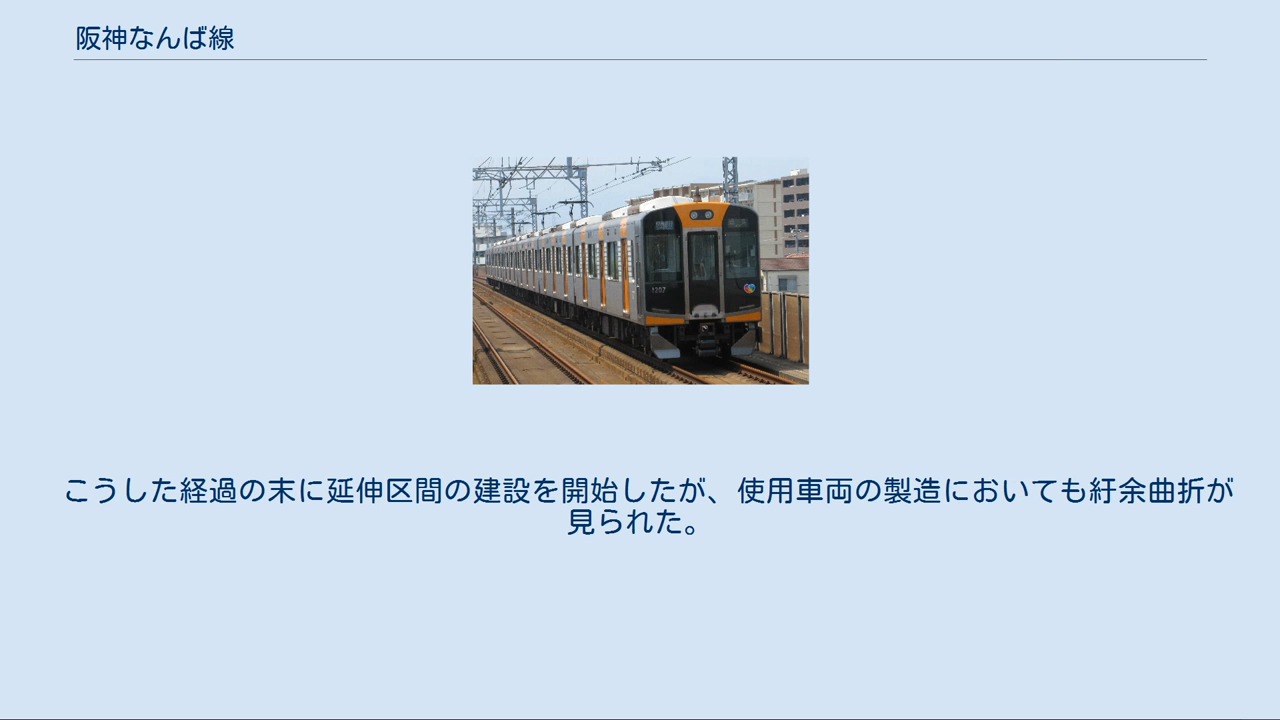 阪神なんば線
1207
こうした経過の末に延伸区間の建設を開始したが、使用車両の製造においても紆余曲折が
見られた。